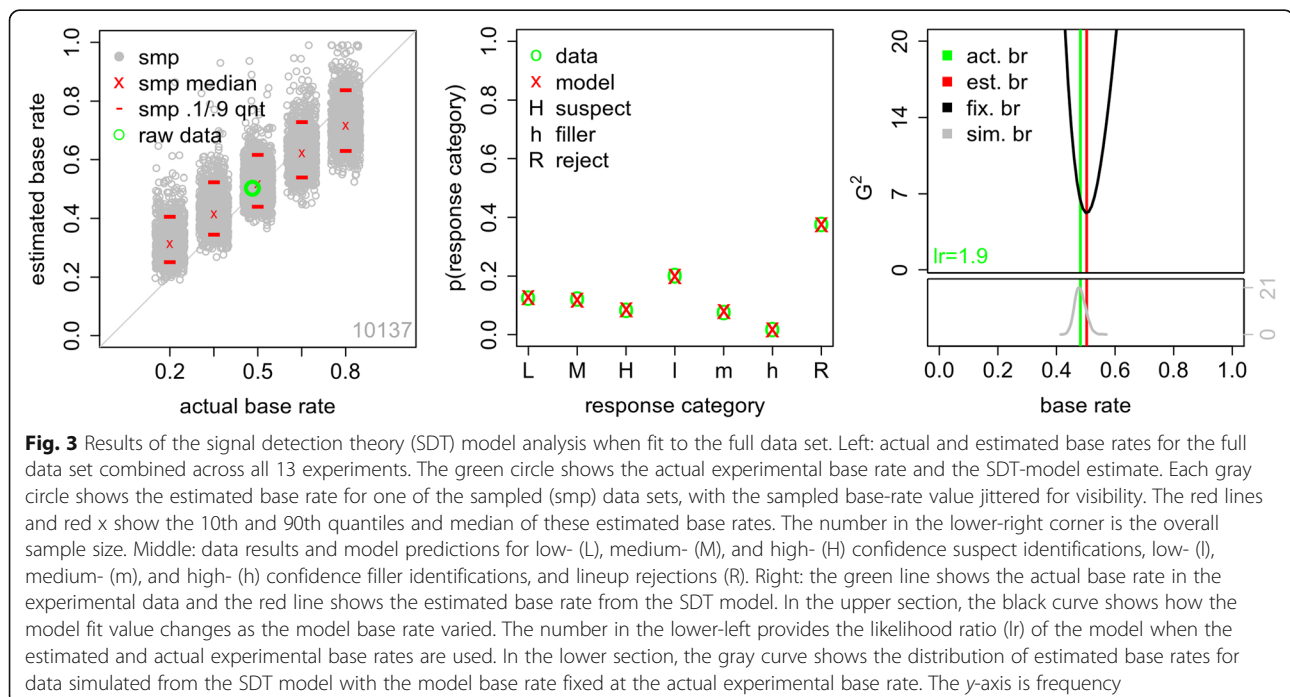 1.0
0.8
0.6
0.4
0.2
0.0
estimated base rate
smp
x smp median
- smp .1/.9 qnt
raw data
10137
0.2 0.5 0.8
actual base rate
1.0
0.8
0.6
0.4
0.2
0.0
p(response category)
o data
x model
H suspect
h filler
R reject
L M H l m h R
response category
20
14
7
0
G²
act. br
est. br
fix. br
sim. br
lr=1.9
21
0
0.0 0.2 0.4 0.6 0.8 1.0
base rate
Fig. 3 Results of the signal detection theory (SDT) model analysis when fit to the full data set. Left: actual and estimated base rates for the full
data set combined across all 13 experiments. The green circle shows the actual experimental base rate and the SDT-model estimate. Each gray
circle shows the estimated base rate for one of the sampled (smp) data sets, with the sampled base-rate value jittered for visibility. The red lines
and red x show the 10th and 90th quantiles and median of these estimated base rates. The number in the lower-right corner is the overall
sample size. Middle: data results and model predictions for low- (L), medium- (M), and high- (H) confidence suspect identifications, low- (l),
medium- (m), and high- (h) confidence filler identifications, and lineup rejections (R). Right: the green line shows the actual base rate in the
experimental data and the red line shows the estimated base rate from the SDT model. In the upper section, the black curve shows how the
model fit value changes as the model base rate varied. The number in the lower-left provides the likelihood ratio (lr) of the model when the
estimated and actual experimental base rates are used. In the lower section, the gray curve shows the distribution of estimated base rates for
data simulated from the SDT model with the model base rate fixed at the actual experimental base rate. The y-axis is frequency